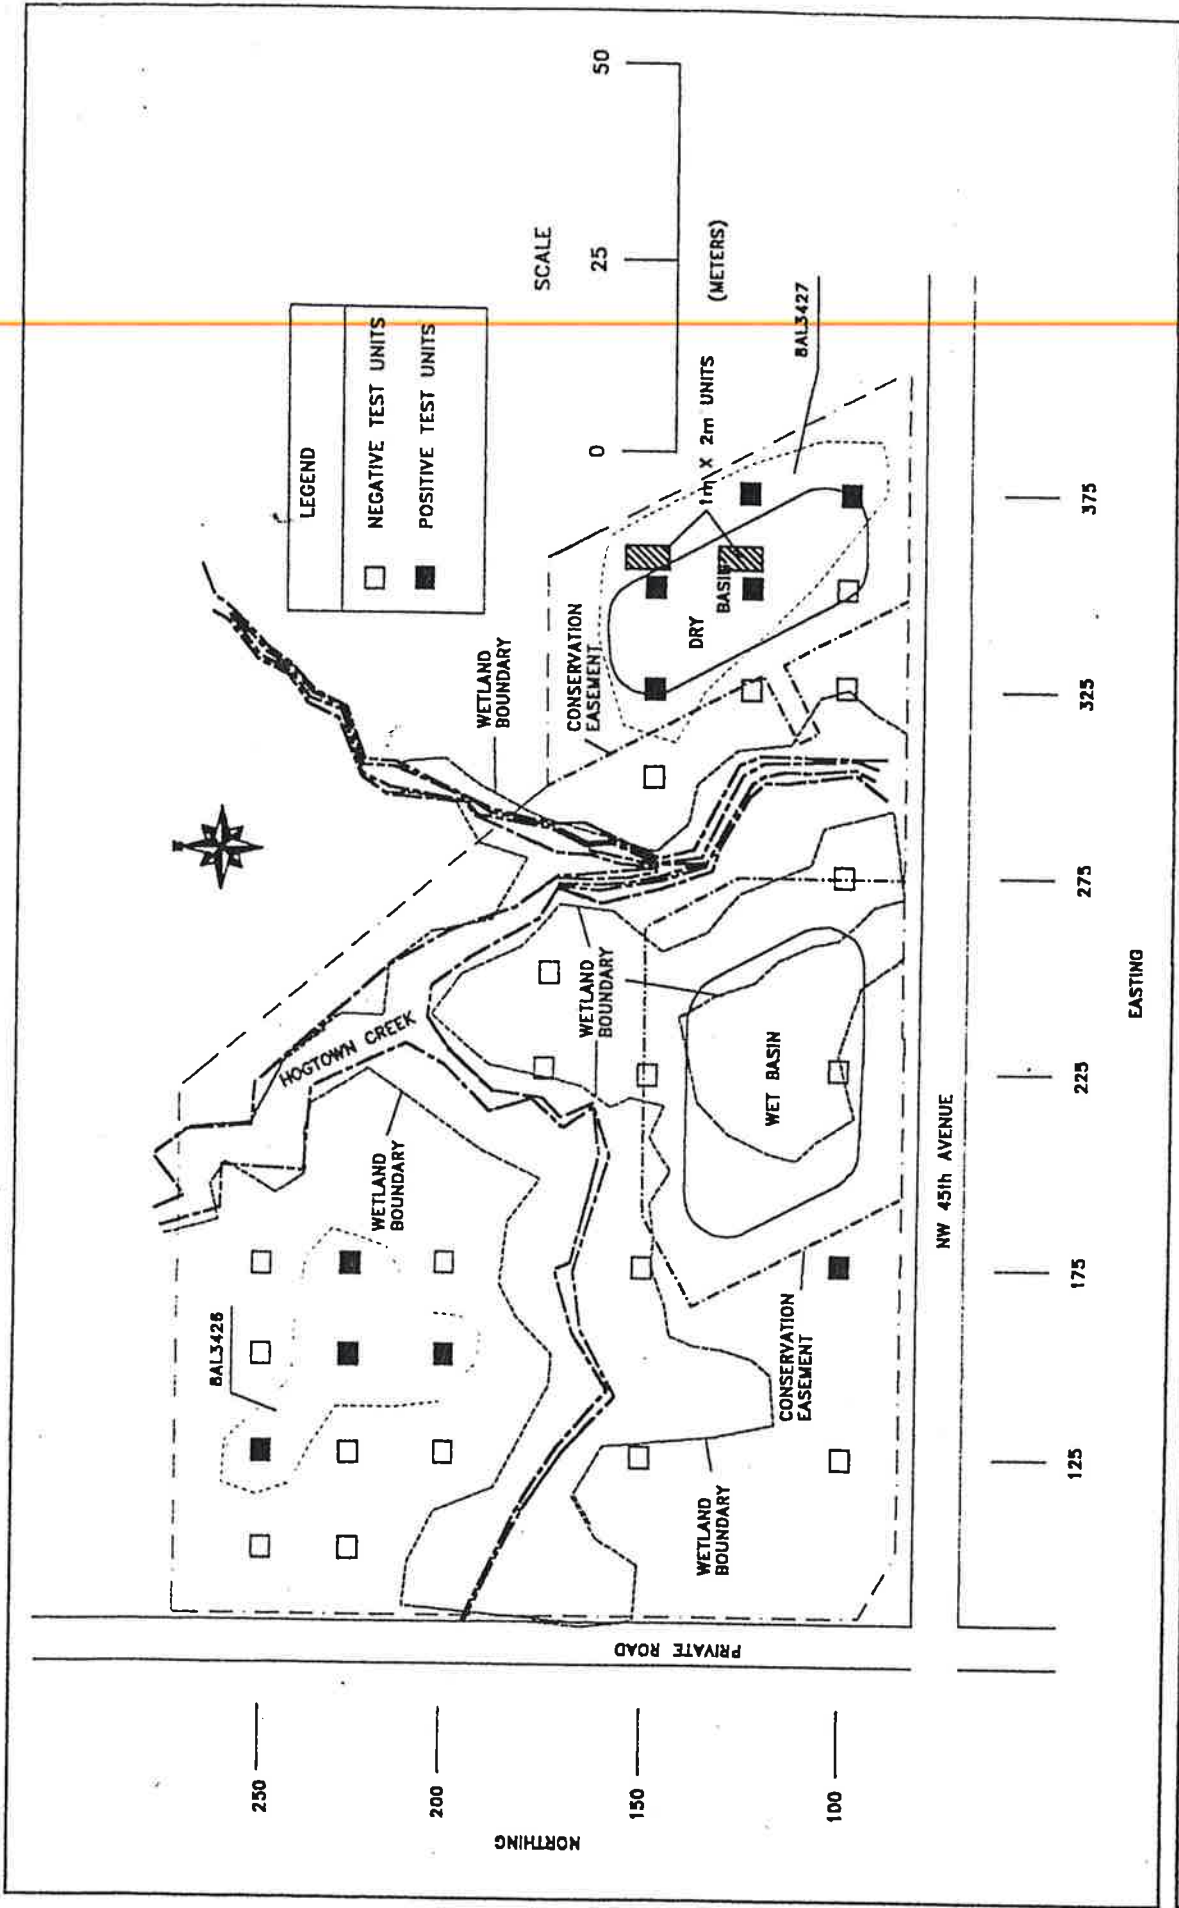 LEGEND
NEGATIVE TEST UNITS
POSITIVE TEST UNITS
SCALE
0
25
50
(METERS)
N
HOGTOWN CREEK
WETLAND
BOUNDARY
WETLAND
BOUNDARY
WETLAND
BOUNDARY
WETLAND
BOUNDARY
CONSERVATION
EASEMENT
CONSERVATION
EASEMENT
8AL3426
8AL3427
1m X 2m UNITS
DRY
BASIN
WET BASIN
PRIVATE ROAD
NW 45th AVENUE
NORTHING
250
200
150
100
125
175
225
275
325
375
EASTING